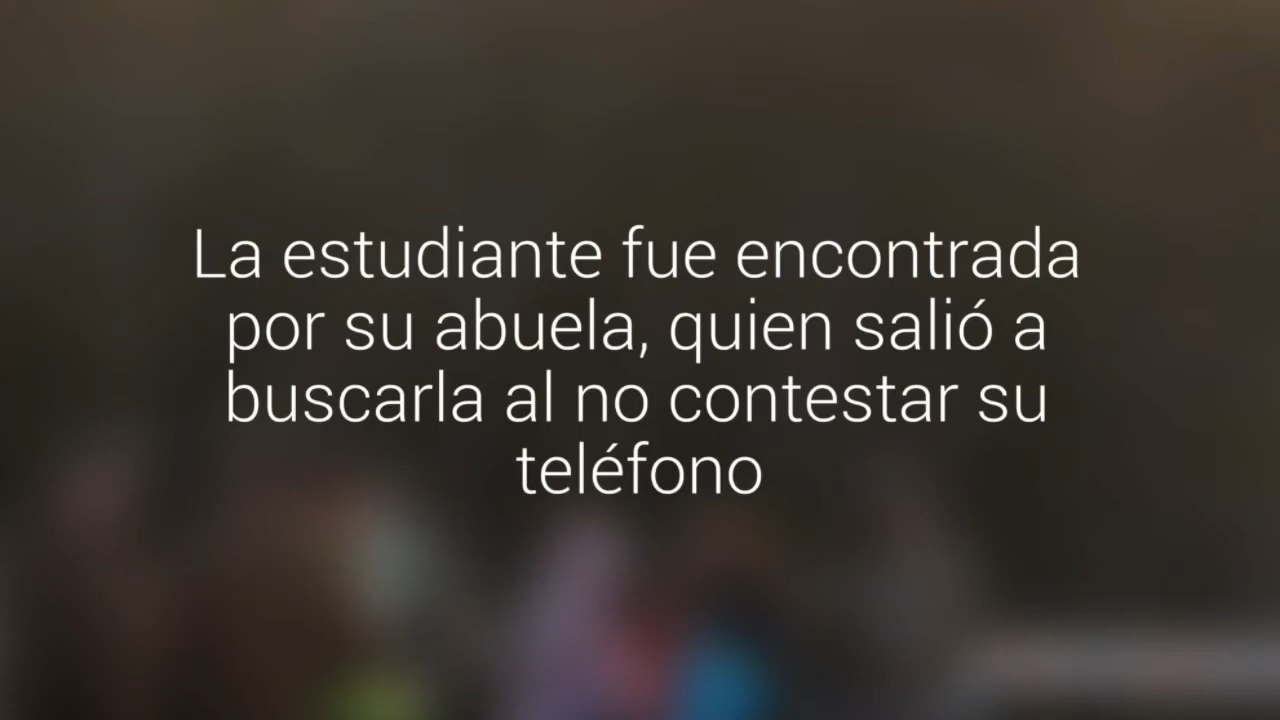 La estudiante fue encontrada
por su abuela, quien salió a
buscarla al no contestar su
teléfono